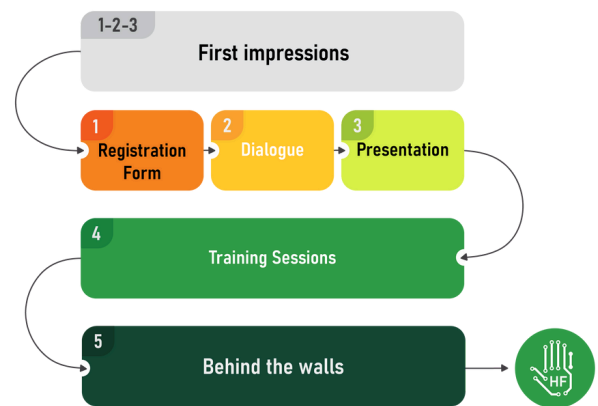 1-2-3
First impressions
1
Registration
Form
2
Dialogue
3
Presentation
4
Training Sessions
5
Behind the walls
HF